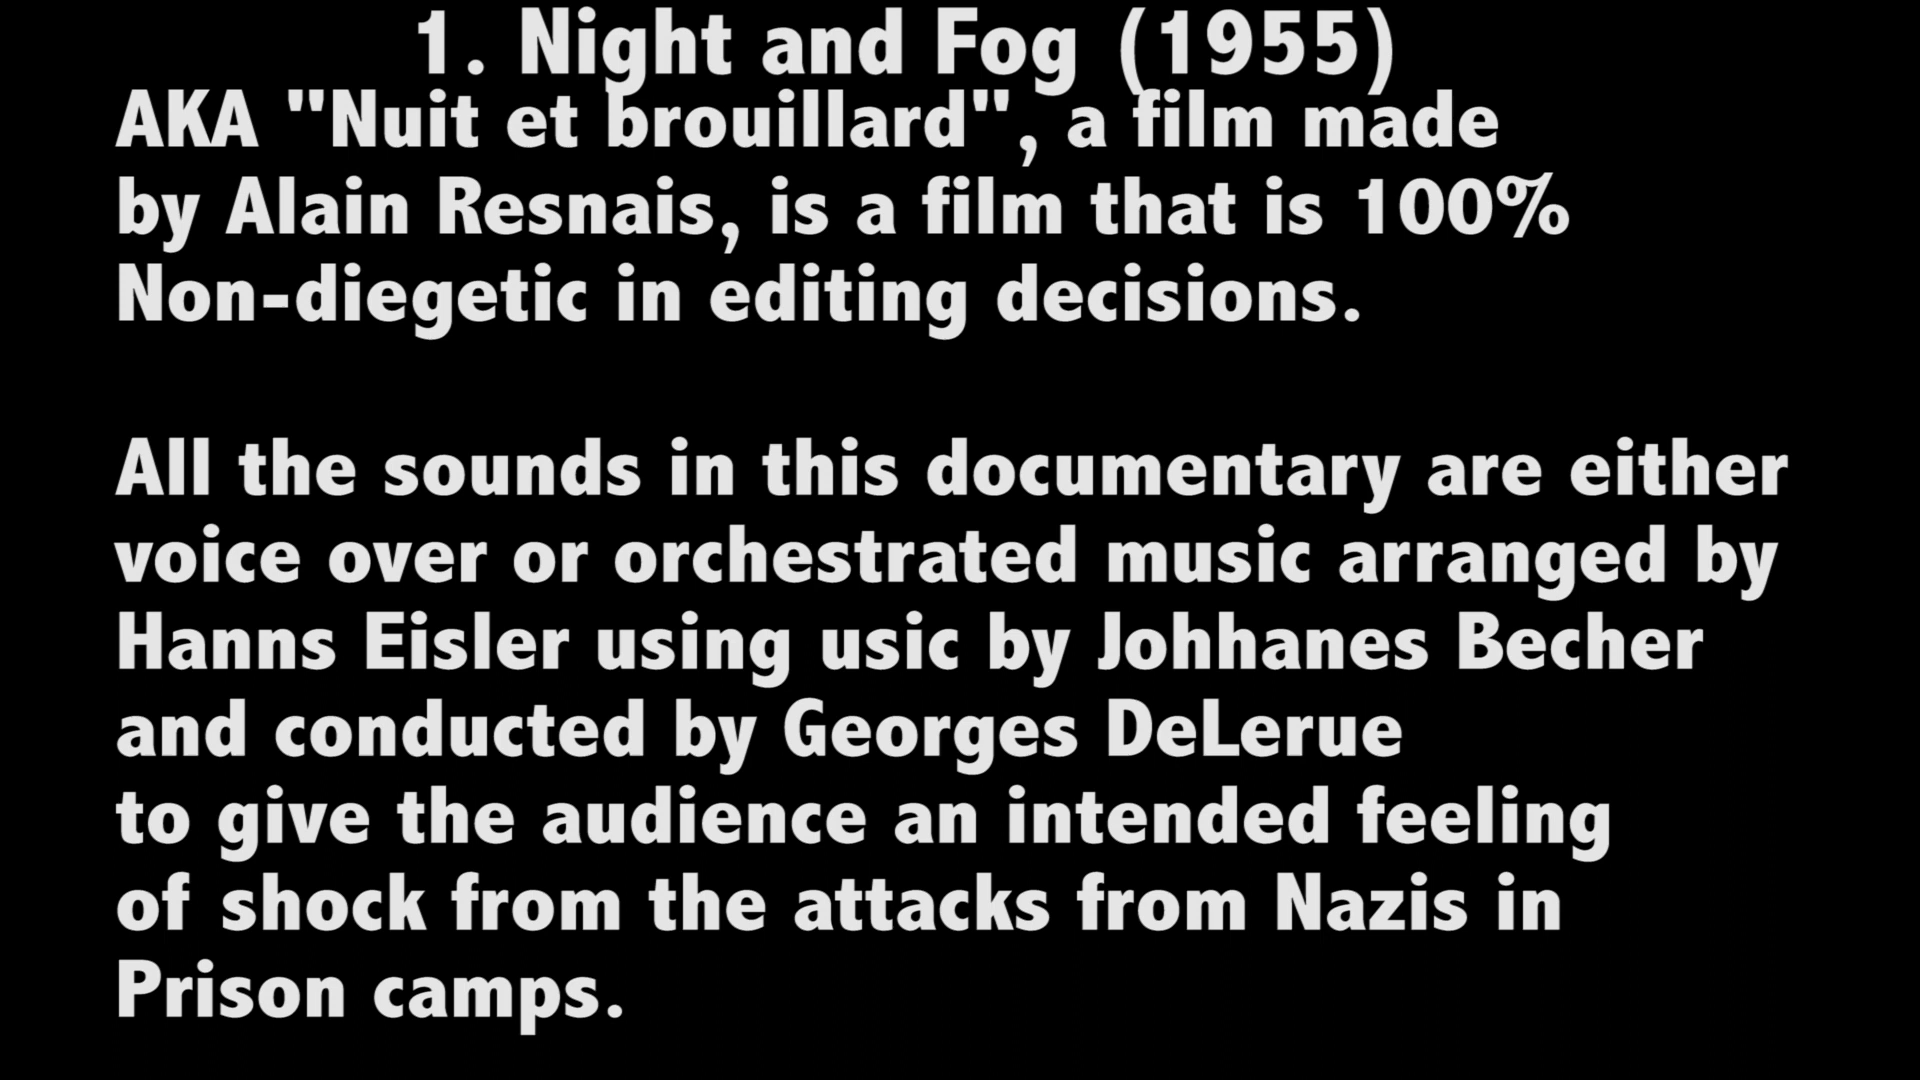 1. Night and Fog (1955)
AKA "Nuit et brouillard", a film made
by Alain Resnais, is a film that is 100%
Non-diegetic in editing decisions.
All the sounds in this documentary are either
voice over or orchestrated music arranged by
Hanns Eisler using usic by Johhanes Becher
and conducted by Georges DeLerue
to give the audience an intended feeling
of shock from the attacks from Nazis in
Prison camps.